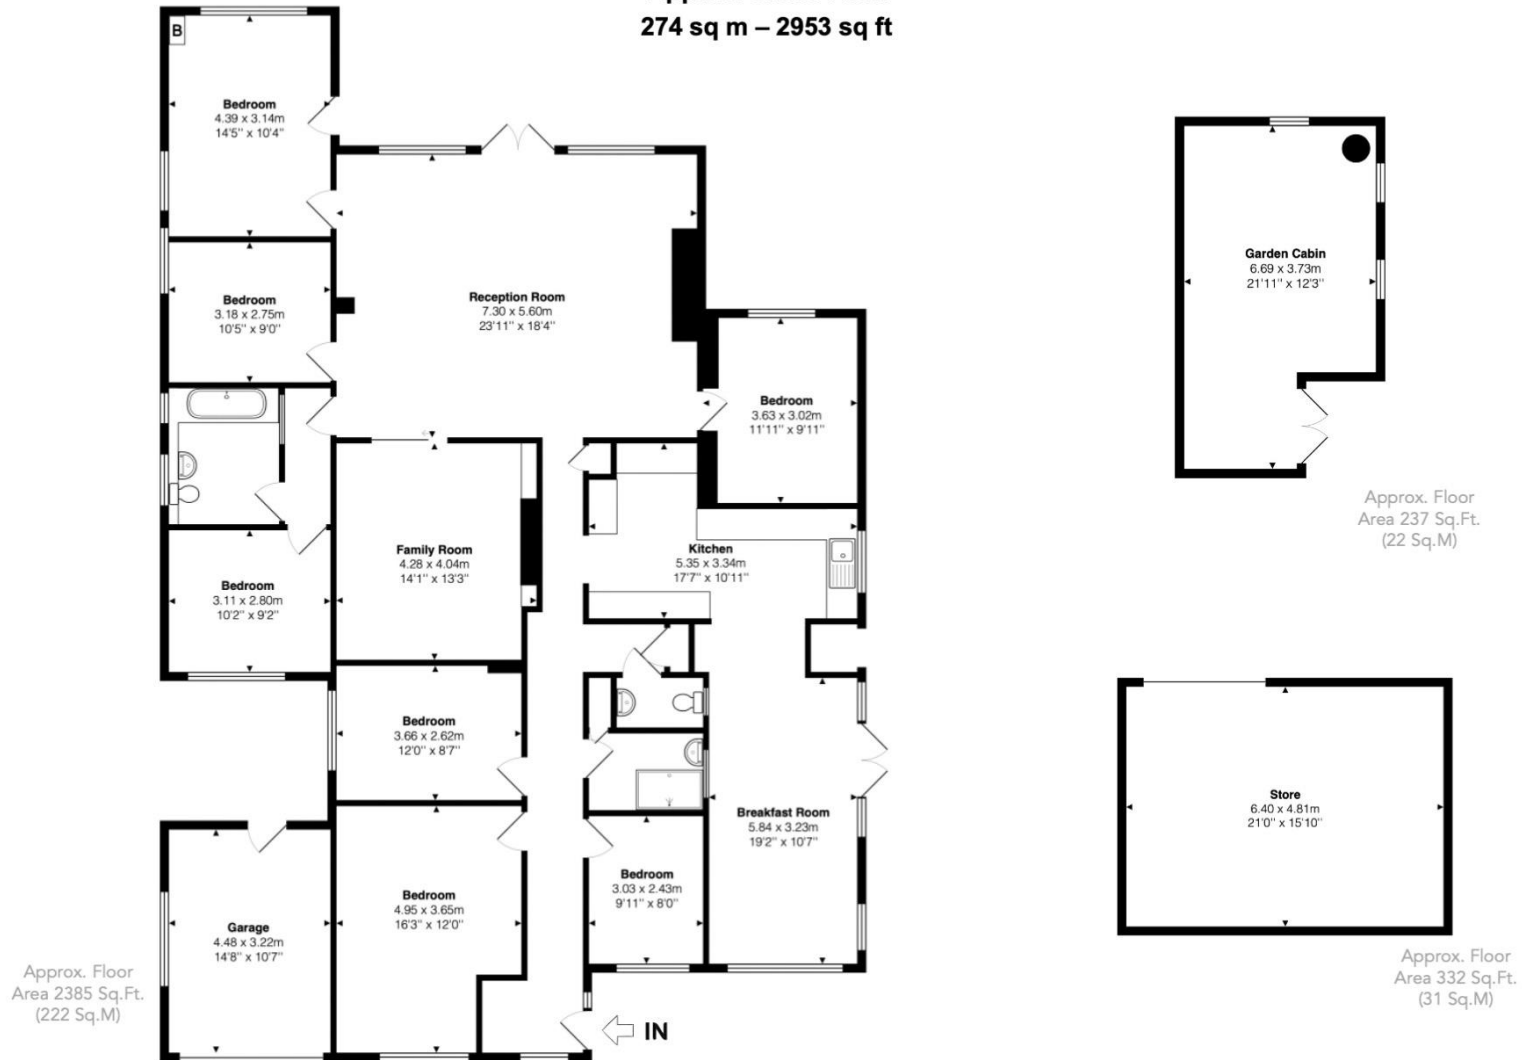 274 sq m – 2953 sq ft
B
Bedroom
4.39 x 3.14m
14'5" x 10'4"
Reception Room
7.30 x 5.60m
23'11" x 18'4"
Bedroom
3.18 x 2.75m
10'5" x 9'0"
Bedroom
3.63 x 3.02m
11'11" x 9'11"
Family Room
4.28 x 4.04m
14'1" x 13'3"
Kitchen
5.35 x 3.34m
17'7" x 10'11"
Bedroom
3.11 x 2.80m
10'2" x 9'2"
Bedroom
3.66 x 2.62m
12'0" x 8'7"
Breakfast Room
5.84 x 3.23m
19'2" x 10'7"
Bedroom
3.03 x 2.43m
9'11" x 8'0"
Bedroom
4.95 x 3.65m
16'3" x 12'0"
Garage
4.48 x 3.22m
14'8" x 10'7"
Approx. Floor
Area 2385 Sq.Ft.
(222 Sq.M)
IN
Garden Cabin
6.69 x 3.73m
21'11" x 12'3"
Approx. Floor
Area 237 Sq.Ft.
(22 Sq.M)
Store
6.40 x 4.81m
21'0" x 15'10"
Approx. Floor
Area 332 Sq.Ft.
(31 Sq.M)